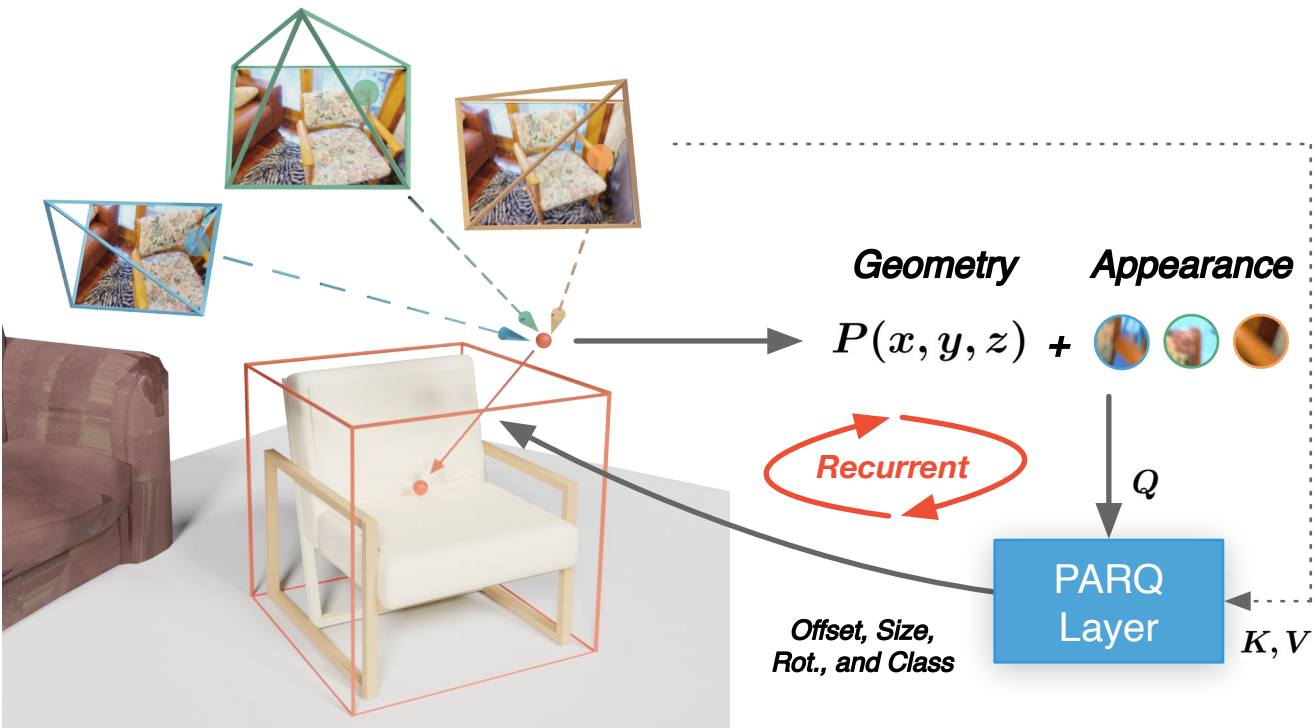 Geometry
Appearance
P(x, y, z) +
Recurrent
Q
PARQ
Layer
Offset, Size,
Rot., and Class
K, V